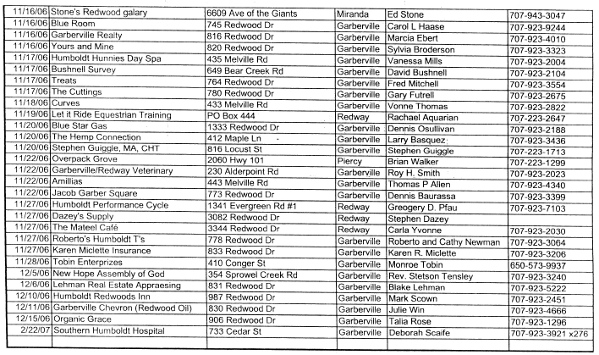 11/16/06 Stone's Redwood galary 6609 Ave of the Giants Miranda Ed Stone 707-943-3047
11/16/06 Blue Room 745 Redwood Dr Garberville Carol L Haase 707-923-9244
11/16/06 Garberville Realty 816 Redwood Dr Garberville Marcia Ebert 707-923-4010
11/16/06 Yours and Mine 820 Redwood Dr Garberville Sylvia Broderson 707-923-3323
11/17/06 Humboldt Hunnies Day Spa 435 Melville Rd Garberville Vanessa Mills 707-923-2004
11/17/06 Bushnell Survey 649 Bear Creek Rd Garberville David Bushnell 707-923-2104
11/17/06 Treats 764 Redwood Dr Garberville Fred Mitchell 707-923-3554
11/17/06 The Cuttings 780 Redwood Dr Garberville Gary Futrell 707-923-2675
11/18/06 Curves 433 Melville Rd Garberville Vonne Thomas 707-923-2822
11/19/06 Let it Ride Equestrian Training PO Box 444 Redway Rachael Aquarian 707-223-2647
11/20/06 Blue Star Gas 1333 Redwood Dr Garberville Dennis Osullivan 707-923-2188
11/20/06 The Hemp Connection 412 Maple Ln Garberville Larry Basquez 707-923-3436
11/20/06 Stephen Guiggle, MA, CHT 816 Locust St Garberville Stephen Guiggle 707-223-1713
11/22/06 Overpack Grove 2060 Hwy 101 Piercy Brian Walker 707-223-1299
11/22/06 Garberville/Redway Veterinary 230 Alderpoint Rd Garberville Roy H. Smith 707-923-2023
11/22/06 Amillias 443 Melville Rd Garberville Thomas P Allen 707-923-4340
11/22/06 Jacob Garber Square 773 Redwood Dr Garberville Dennis Baurassa 707-923-3399
11/27/06 Humboldt Performance Cycle 1341 Evergreen Rd #1 Redway Greogery D. Pfau 707-923-7103
11/27/06 Dazey's Supply 3082 Redwood Dr Redway Stephen Dazey
11/27/06 The Mateel Café 3344 Redwood Dr Redway Carla Yvonne 707-923-2030
11/27/06 Roberto's Humboldt T's 778 Redwood Dr Garberville Roberto and Cathy Newman 707-923-3064
11/27/06 Karen Miclette Insurance 833 Redwood Dr Garberville Karen R. Miclette 707-923-3206
11/28/06 Tobin Enterprizes 410 Conger St Garberville Monroe Tobin 650-573-9937
12/5/06 New Hope Assembly of God 354 Sprowel Creek Rd Garberville Rev. Stetson Tensley 707-923-3240
12/6/06 Lehman Real Estate Appraesing 831 Redwood Dr Garberville Blake Lehman 707-923-5222
12/10/06 Humboldt Redwoods Inn 987 Redwood Dr Garberville Mark Scown 707-923-2451
12/11/06 Garberville Chevron (Redwood Oil) 830 Redwood Dr Garberville Julie Win 707-923-4666
12/15/06 Organic Grace 906 Redwood Dr Garberville Talia Rose 707-923-1296
2/22/07 Southern Humboldt Hospital 733 Cedar St Garberville Deborah Scaife 707-923-3921 x276